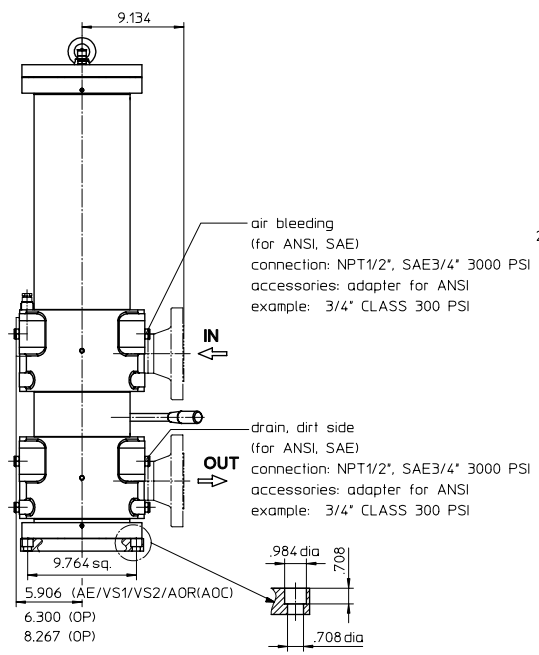 9.134
air bleeding
(for ANSI, SAE)
connection: NPT1/2", SAE3/4" 3000 PSI
accessories: adapter for ANSI
example: 3/4" CLASS 300 PSI
IN
drain, dirt side
(for ANSI, SAE)
connection: NPT1/2", SAE3/4" 3000 PSI
accessories: adapter for ANSI
example: 3/4" CLASS 300 PSI
OUT
9.764 sq.
5.906 (AE/VS1/VS2/AOR(AOC)
6.300 (OP)
8.267 (OP)
.984 dia
.708
.708 dia